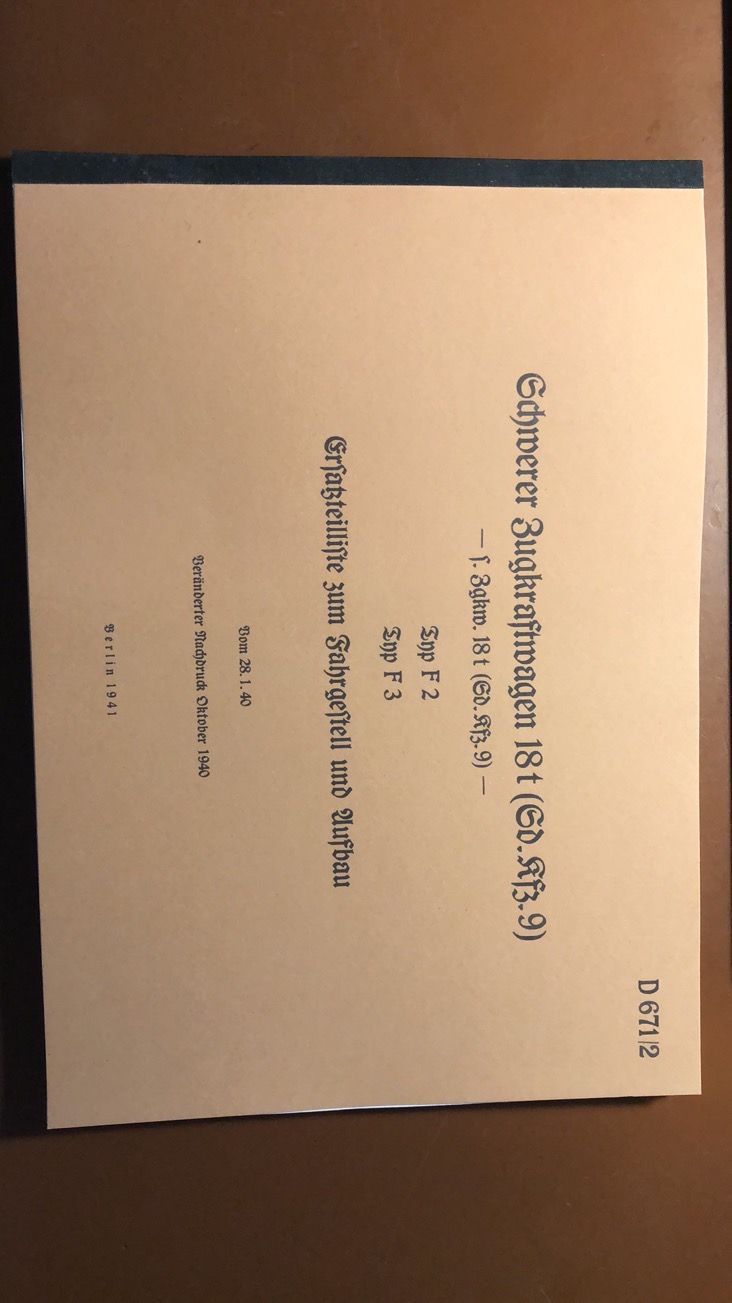 D 671/2
Schwerer Zugkraftwagen 18 t (Sd. Kfz. 9)
— s. Zgkw. 18 t (Sd. Kfz. 9) —
Typ F 2
Typ F 3
Ersatzteilliste zum Fahrgestell und Aufbau
Vom 28. 1. 40
Veränderter Nachdruck Oktober 1940
Berlin 1941